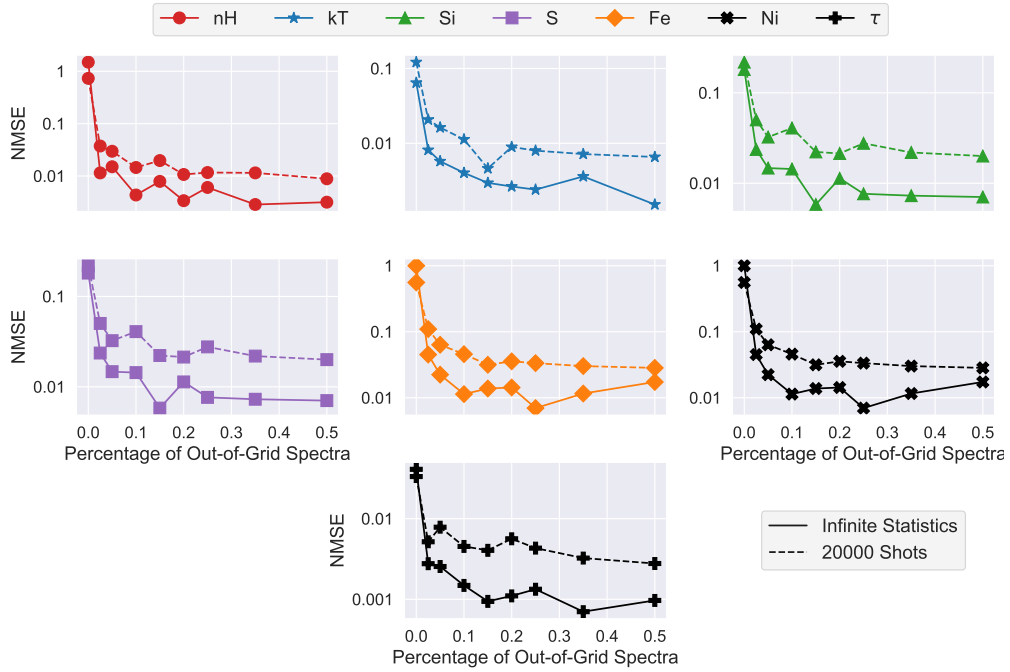 nH kT Si S Fe Ni τ
NMSE
1
0.1
0.01
0.1
0.01
0.1
0.01
NMSE
0.1
0.01
0.0 0.1 0.2 0.3 0.4 0.5
Percentage of Out-of-Grid Spectra
1
0.1
0.01
1
0.1
0.01
0.0 0.1 0.2 0.3 0.4 0.5
Percentage of Out-of-Grid Spectra
NMSE
0.01
0.001
0.0 0.1 0.2 0.3 0.4 0.5
Percentage of Out-of-Grid Spectra
Infinite Statistics
20000 Shots